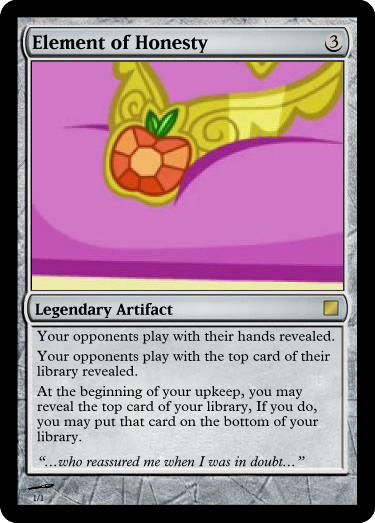 Element of Honesty 3
Legendary Artifact
Your opponents play with their hands revealed.
Your opponents play with the top card of their
library revealed.
At the beginning of your upkeep, you may
reveal the top card of your library, If you do,
you may put that card on the bottom of your
library.
“...who reassured me when I was in doubt...”
1/1